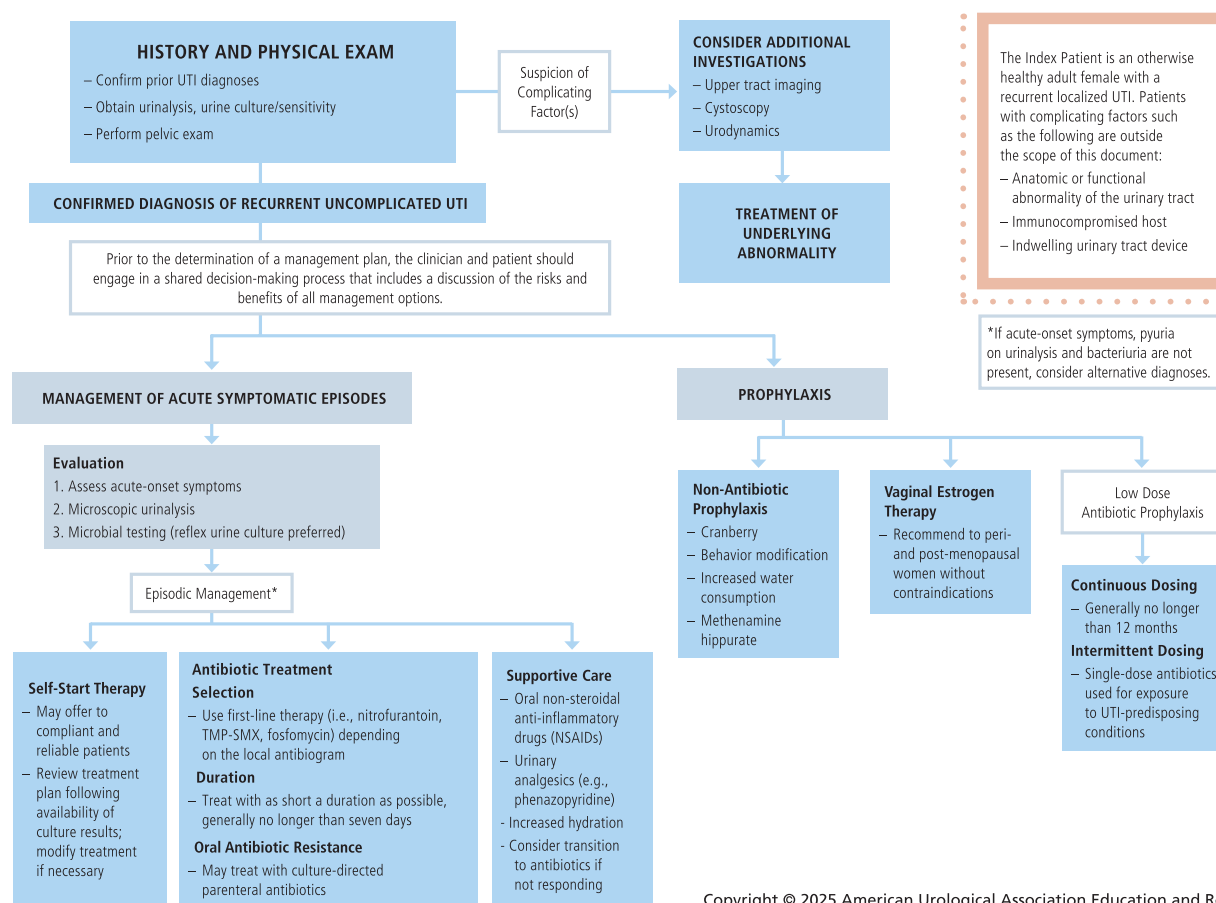 HISTORY AND PHYSICAL EXAM
– Confirm prior UTI diagnoses
– Obtain urinalysis, urine culture/sensitivity
– Perform pelvic exam
Suspicion of
Complicating
Factor(s)
CONSIDER ADDITIONAL
INVESTIGATIONS
– Upper tract imaging
– Cystoscopy
– Urodynamics
TREATMENT OF
UNDERLYING
ABNORMALITY
The Index Patient is an otherwise
healthy adult female with a
recurrent localized UTI. Patients
with complicating factors such
as the following are outside
the scope of this document:
– Anatomic or functional
abnormality of the urinary tract
– Immunocompromised host
– Indwelling urinary tract device
*If acute-onset symptoms, pyuria
on urinalysis and bacteriuria are not
present, consider alternative diagnoses.
CONFIRMED DIAGNOSIS OF RECURRENT UNCOMPLICATED UTI
Prior to the determination of a management plan, the clinician and patient should
engage in a shared decision-making process that includes a discussion of the risks and
benefits of all management options.
MANAGEMENT OF ACUTE SYMPTOMATIC EPISODES
Evaluation
1. Assess acute-onset symptoms
2. Microscopic urinalysis
3. Microbial testing (reflex urine culture preferred)
Episodic Management*
Self-Start Therapy
– May offer to
compliant and
reliable patients
– Review treatment
plan following
availability of
culture results;
modify treatment
if necessary
Antibiotic Treatment
Selection
– Use first-line therapy (i.e., nitrofurantoin,
TMP-SMX, fosfomycin) depending
on the local antibiogram
Duration
– Treat with as short a duration as possible,
generally no longer than seven days
Oral Antibiotic Resistance
– May treat with culture-directed
parenteral antibiotics
Supportive Care
– Oral non-steroidal
anti-inflammatory
drugs (NSAIDs)
– Urinary
analgesics (e.g.,
phenazopyridine)
- Increased hydration
- Consider transition
to antibiotics if
not responding
PROPHYLAXIS
Non-Antibiotic
Prophylaxis
– Cranberry
– Behavior modification
– Increased water
consumption
– Methenamine
hippurate
Vaginal Estrogen
Therapy
– Recommend to peri-
and post-menopausal
women without
contraindications
Low Dose
Antibiotic Prophylaxis
Continuous Dosing
– Generally no longer
than 12 months
Intermittent Dosing
– Single-dose antibiotics
used for exposure
to UTI-predisposing
conditions
Copyright © 2025 American Urological Association Education and